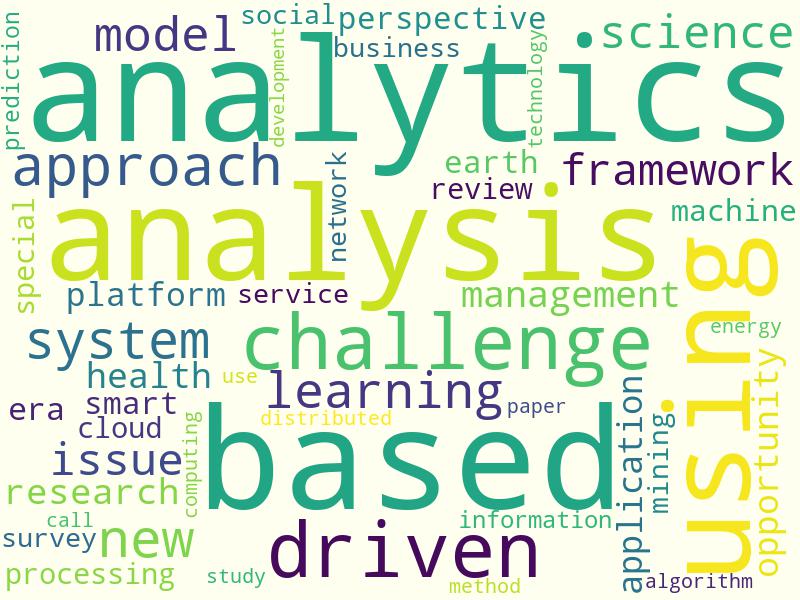 social
perspective
model
science
business
prediction
analytics
development
technology
approach
network
earth
framework
review
special
analysis
machine
using
platform
service
management
energy
system
challenge
health
use
learning
opportunity
era
smart
paper
application
cloud
distributed
computing
based
mining
issue
research
call
information
survey
new
driven
processing
study
method
algorithm